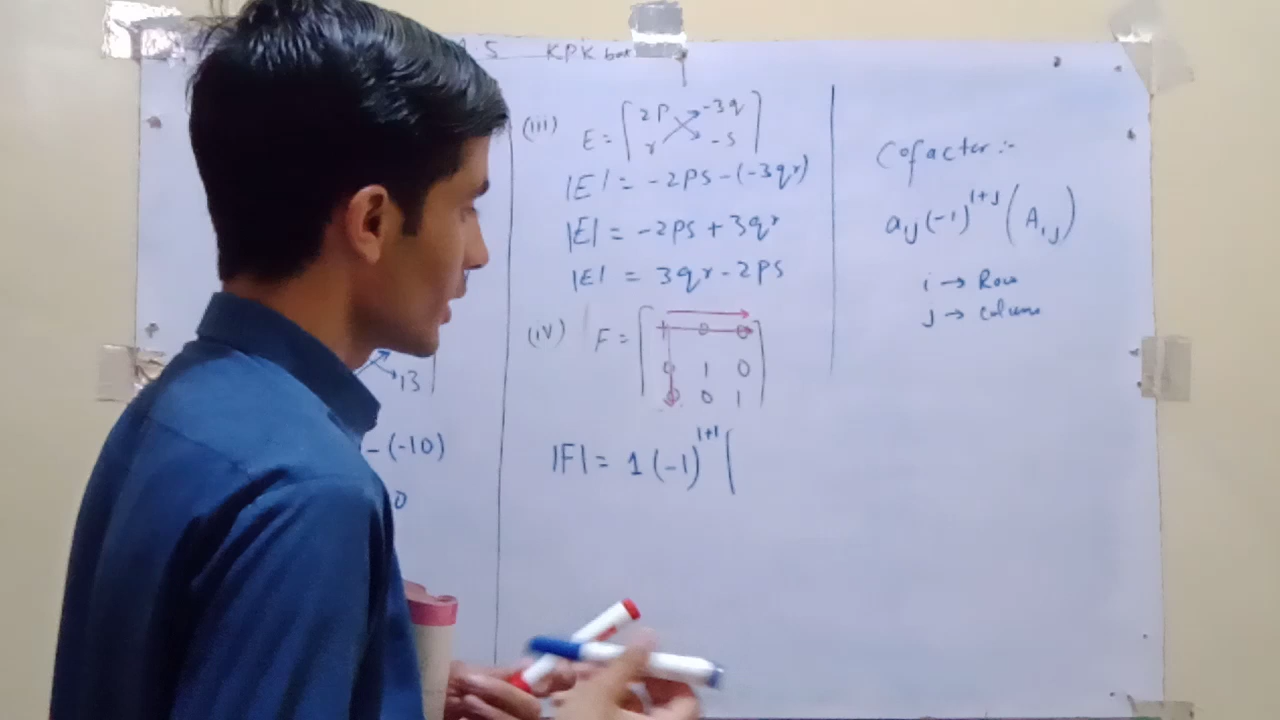 .5 KPK
13
- (-10)
0
(iii) E = [ 2p -3q
r -s ]
|E| = -2ps - (-3qr)
|E| = -2ps + 3qr
|E| = 3qr - 2ps
(iv) F = [ 1 0 0
0 1 0
0 0 1 ]
|F| = 1 (-1)^1+1 |
Cofactor :-
aij (-1)^i+j (Aij)
i → Row
j → Column